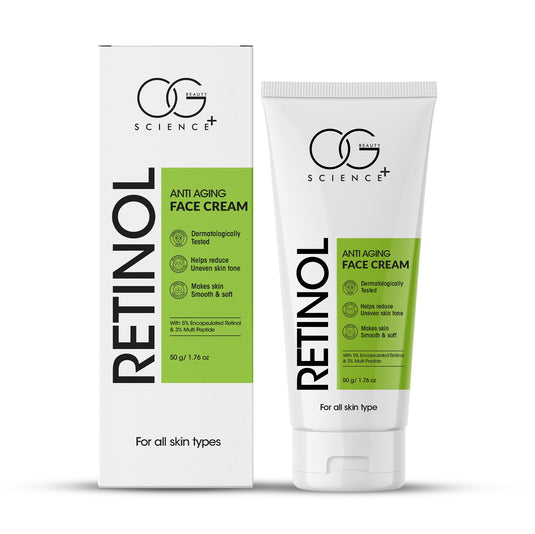 OG
BEAUTY
SCIENCE+
RETINOL
ANTI AGING
FACE CREAM
Dermatologically
Tested
Helps reduce
Uneven skin tone
Makes skin
Smooth & soft
With 5% Encapsulated Retinol
& 3% Multi Peptide
50 g/ 1.76 oz
For all skin types
OG
BEAUTY
SCIENCE+
RETINOL
ANTI AGING
FACE CREAM
Dermatologically
Tested
Helps reduce
Uneven skin tone
Makes skin
Smooth & soft
With 5% Encapsulated Retinol
& 3% Multi Peptide
50 g/ 1.76 oz
For all skin type